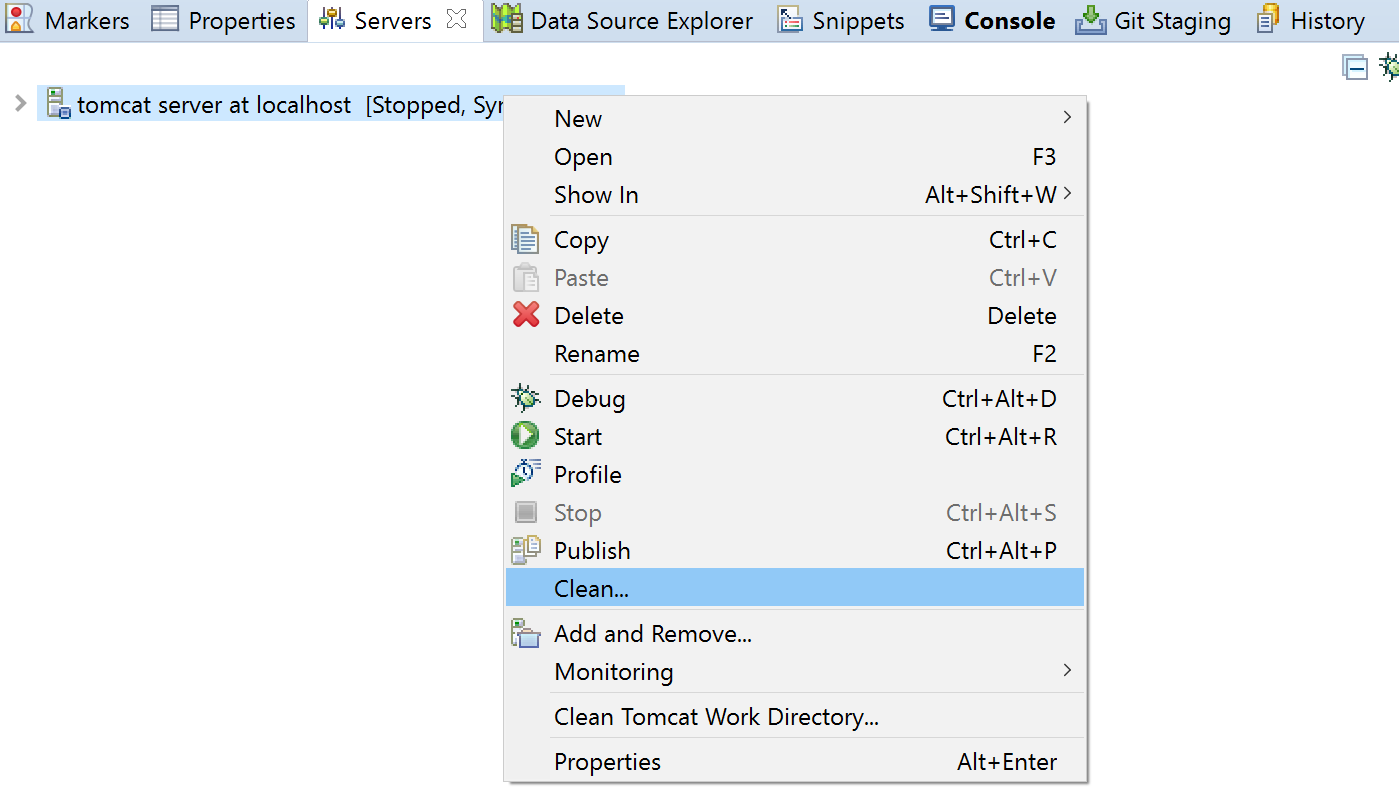 Markers Properties Servers Data Source Explorer Snippets Console Git Staging History
tomcat server at localhost [Stopped,
New
Open F3
Show In Alt+Shift+W
Copy Ctrl+C
Paste Ctrl+V
Delete Delete
Rename F2
Debug Ctrl+Alt+D
Start Ctrl+Alt+R
Profile
Stop Ctrl+Alt+S
Publish Ctrl+Alt+P
Clean...
Add and Remove...
Monitoring
Clean Tomcat Work Directory...
Properties Alt+Enter